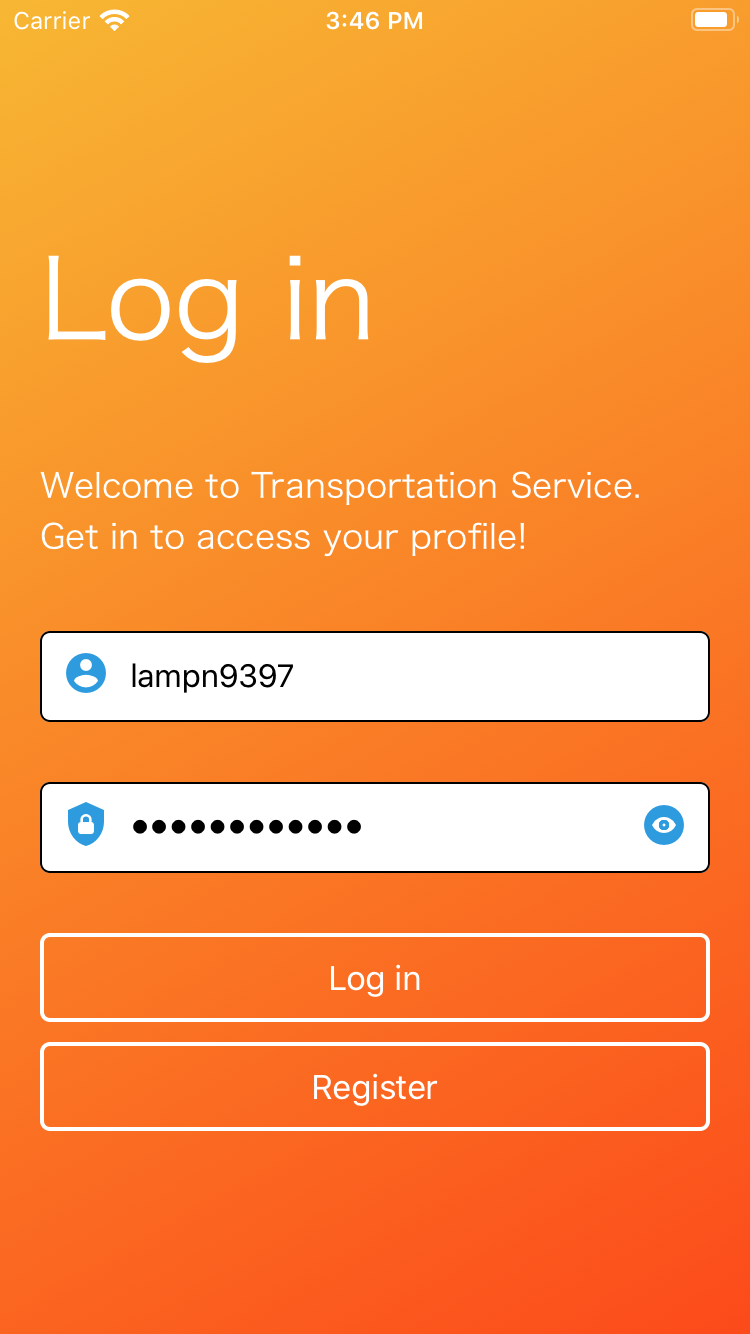 Carrier 3:46 PM
Log in
Welcome to Transportation Service.
Get in to access your profile!
lampn9397
••••••••••••
Log in
Register